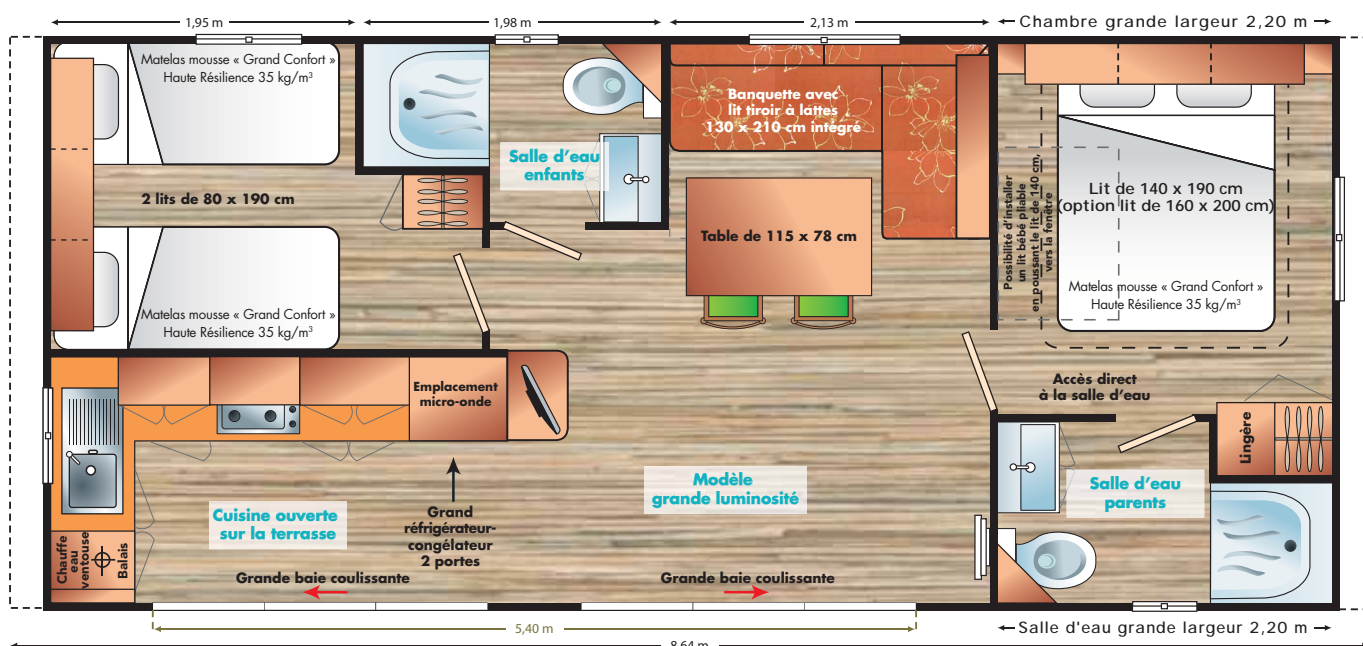 1,95 m
1,98 m
2,13 m
Chambre grande largeur 2,20 m
Matelas mousse « Grand Confort »
Haute Résilience 35 kg/m³
2 lits de 80 x 190 cm
Matelas mousse « Grand Confort »
Haute Résilience 35 kg/m³
Salle d'eau
enfants
Banquette avec
lit tiroir à lattes
130 x 210 cm intégré
Table de 115 x 78 cm
Possibilité d'installer
un lit bébé pliable
en poussant le lit de 140 cm,
vers la fenêtre
Lit de 140 x 190 cm
(option lit de 160 x 200 cm)
Matelas mousse « Grand Confort »
Haute Résilience 35 kg/m³
Emplacement
micro-onde
Accès direct
à la salle d'eau
Lingère
Modèle
grande luminosité
Salle d'eau
parents
Cuisine ouverte
sur la terrasse
Grand
réfrigérateur-
congélateur
2 portes
Chauffe
eau
ventouse
Balais
Grande baie coulissante
Grande baie coulissante
5,40 m
Salle d'eau grande largeur 2,20 m
8,64 m